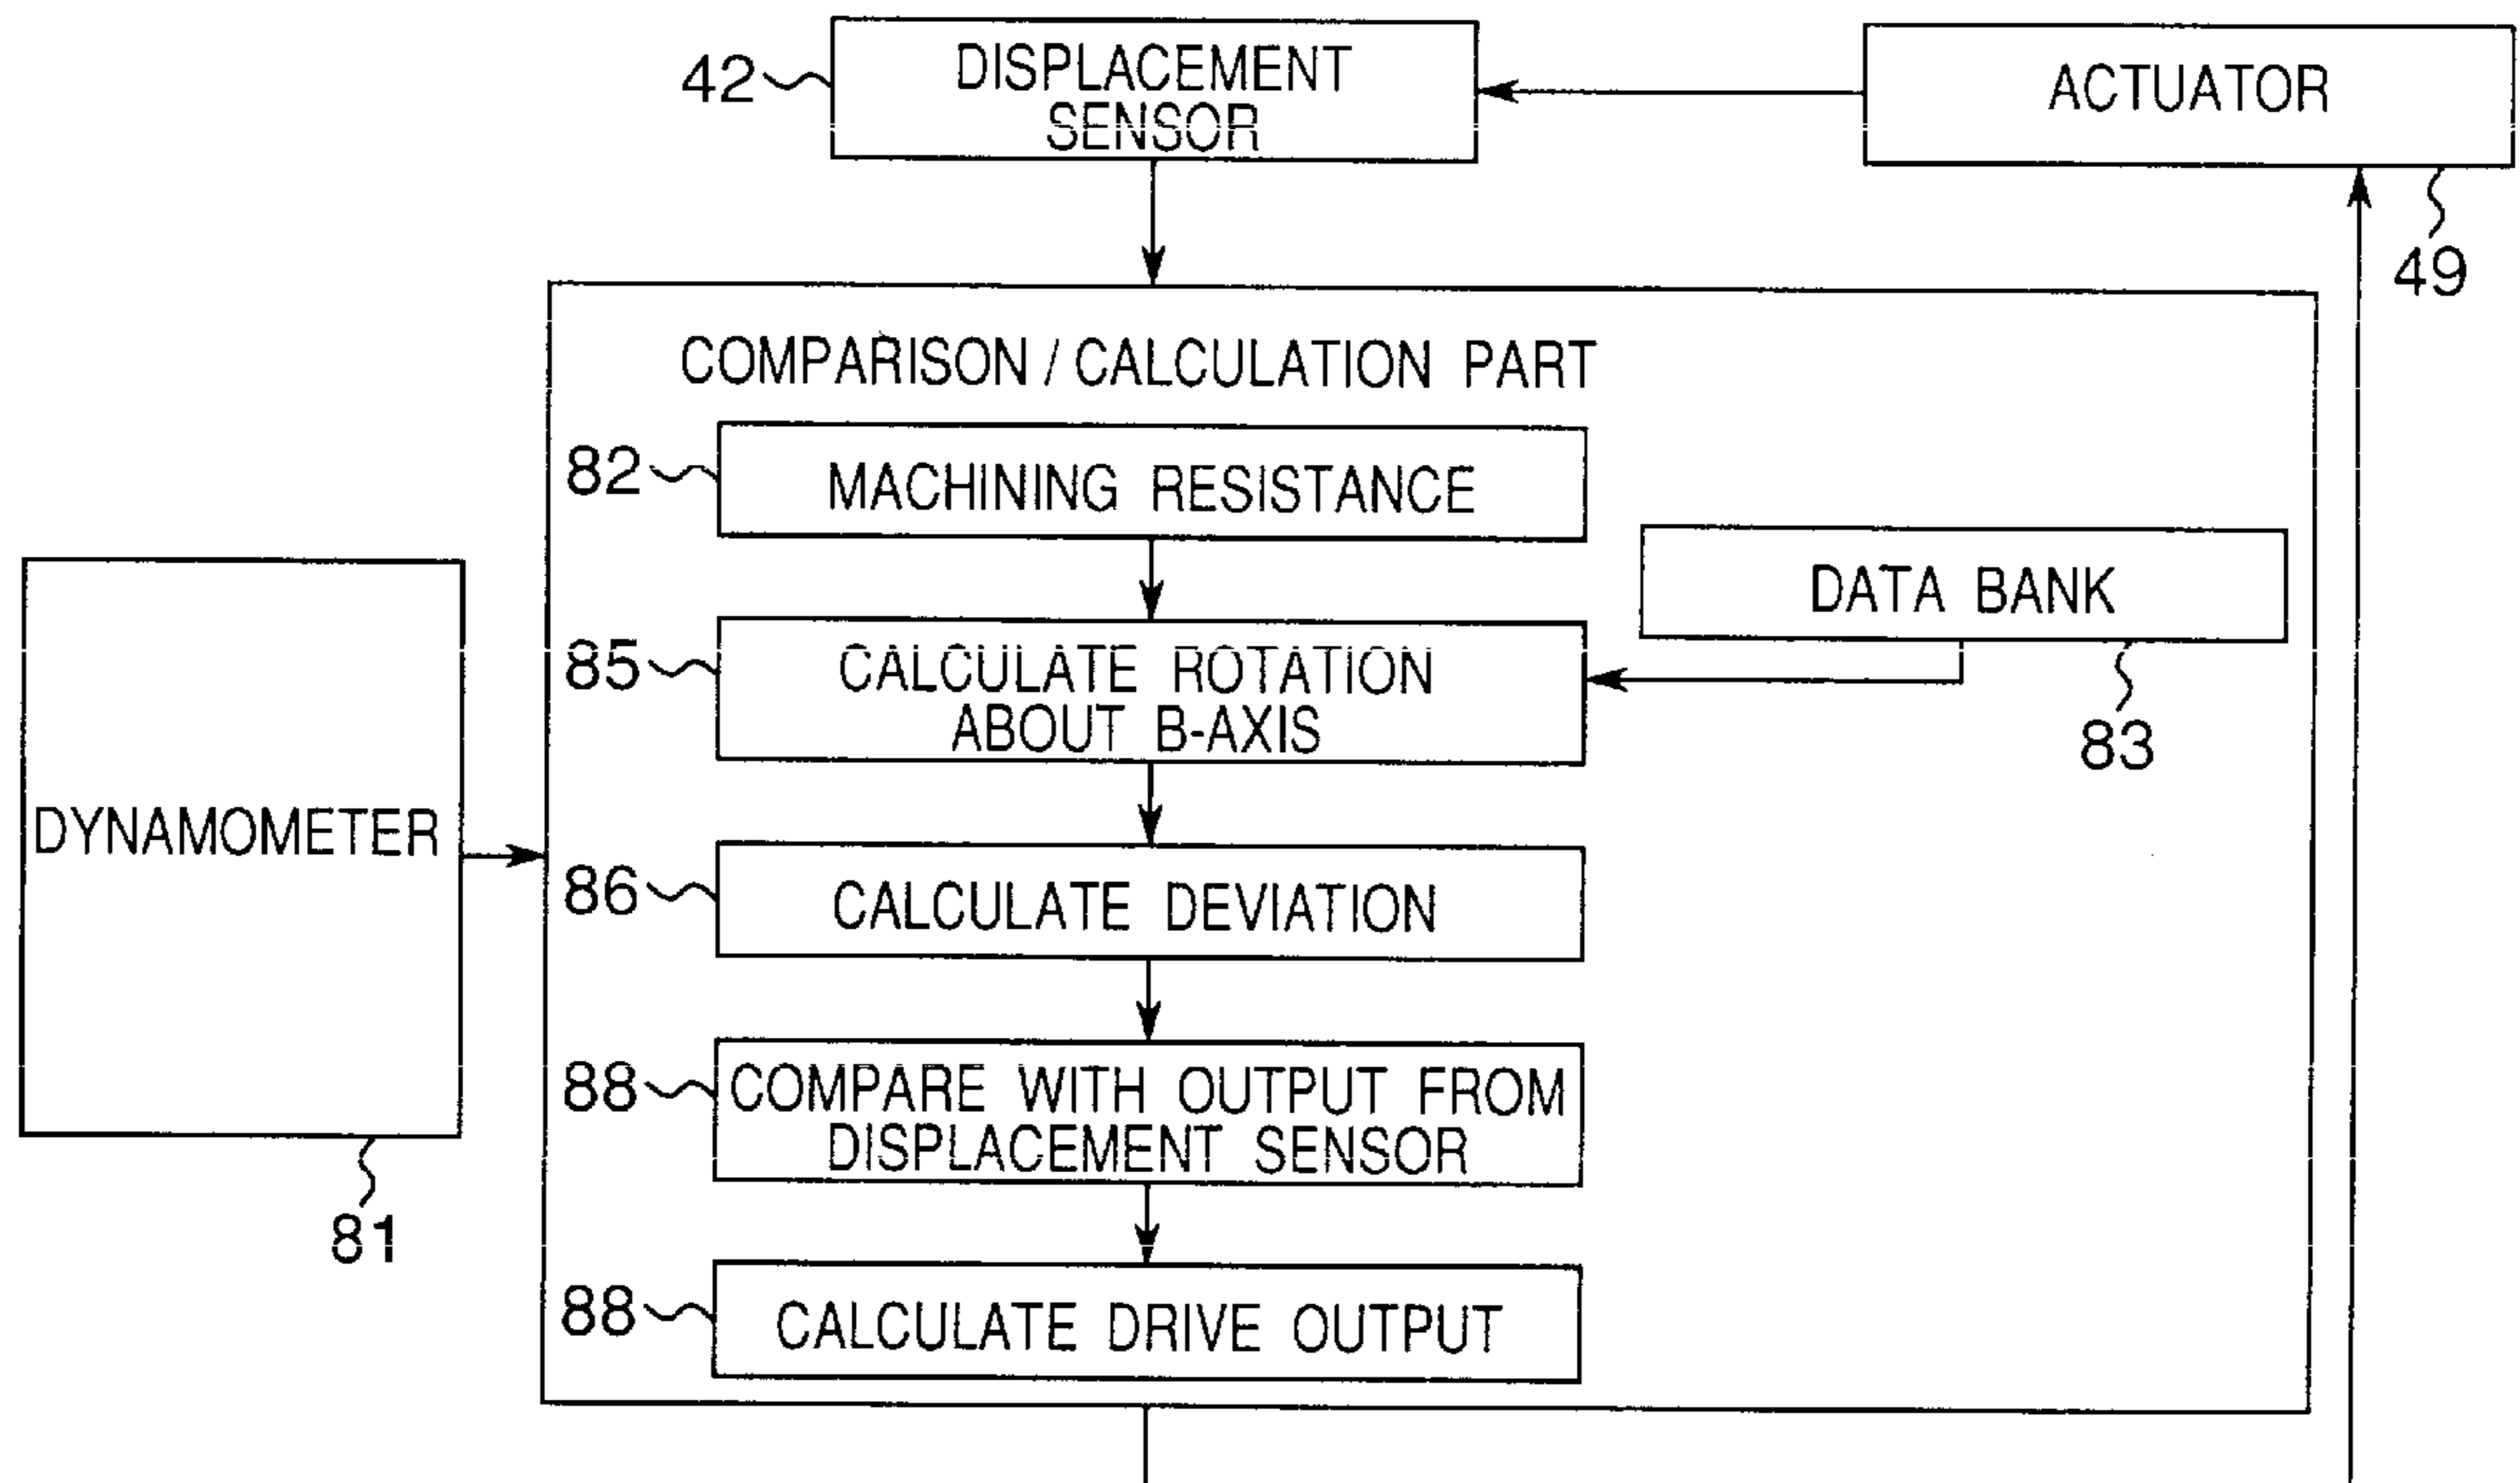 42
DISPLACEMENT
SENSOR
ACTUATOR
49
COMPARISON / CALCULATION PART
82
MACHINING RESISTANCE
DATA BANK
83
85
CALCULATE ROTATION
ABOUT B-AXIS
DYNAMOMETER
81
86
CALCULATE DEVIATION
88
COMPARE WITH OUTPUT FROM
DISPLACEMENT SENSOR
88
CALCULATE DRIVE OUTPUT